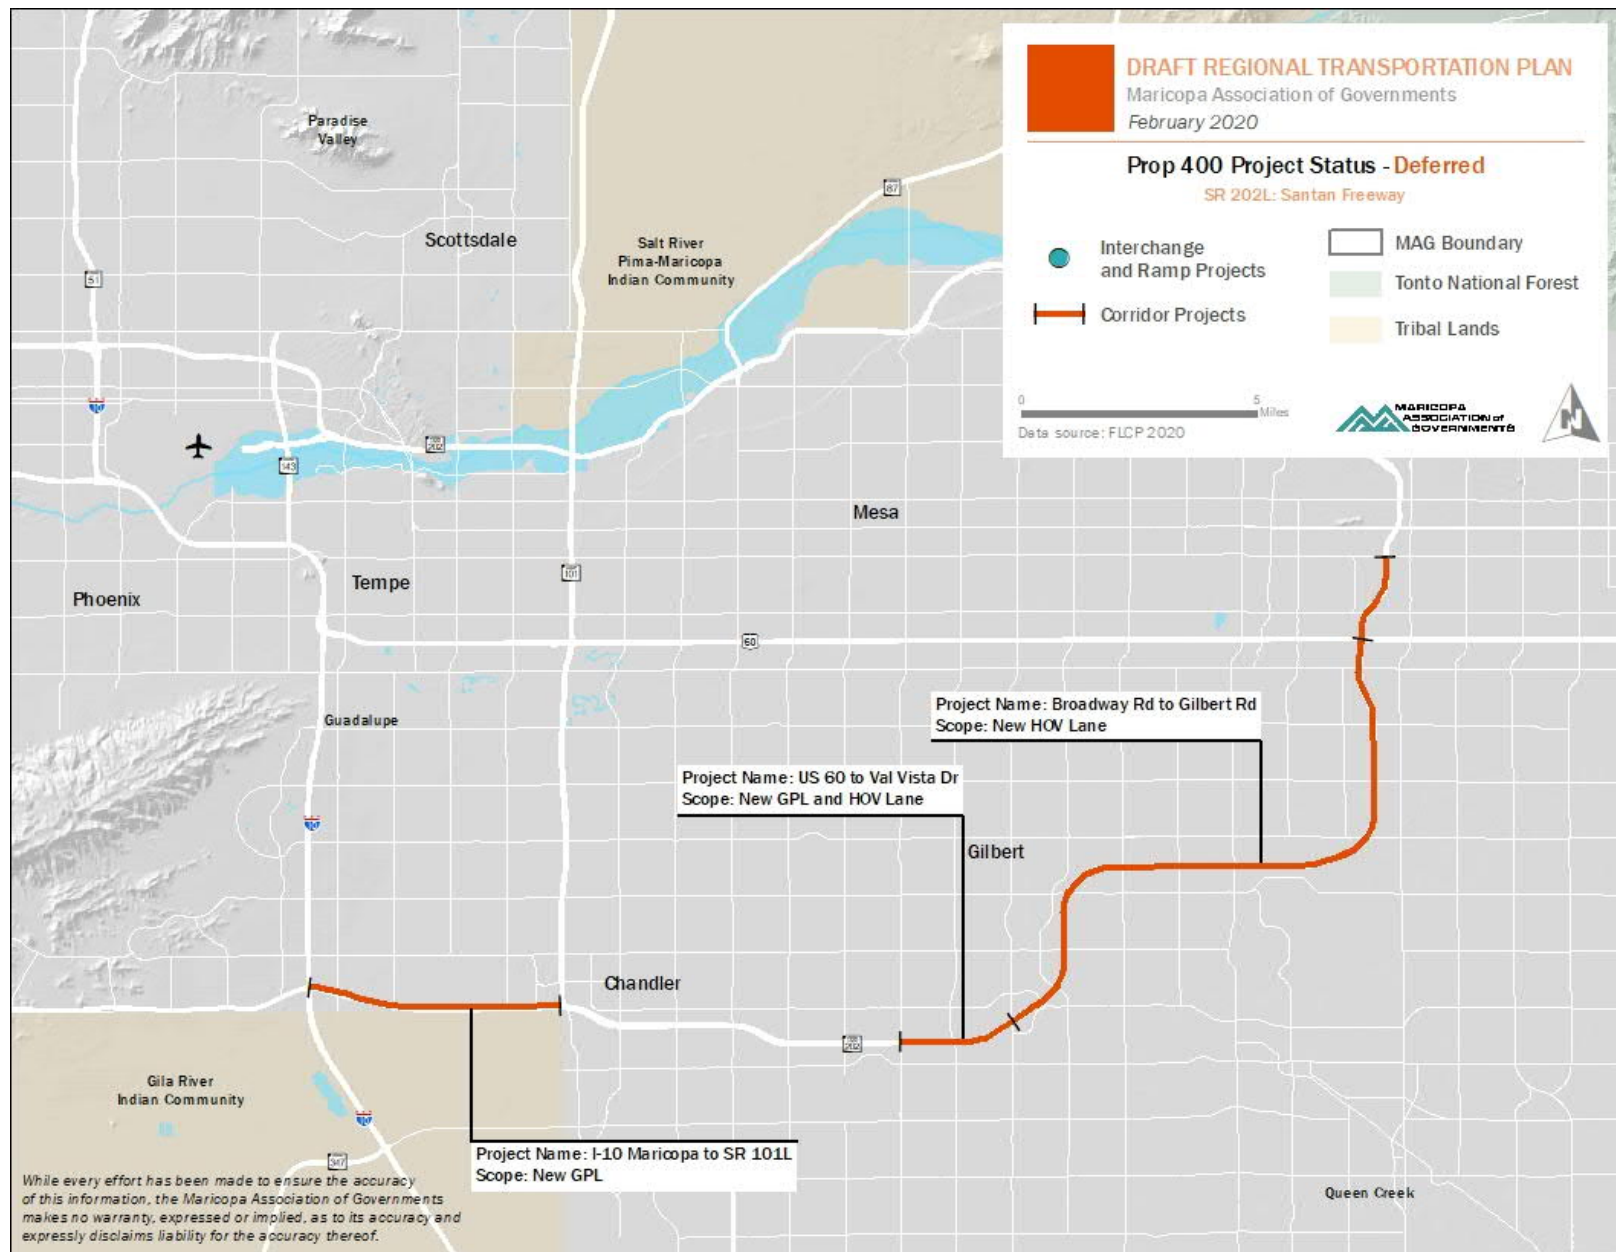 DRAFT REGIONAL TRANSPORTATION PLAN
Maricopa Association of Governments
February 2020
Prop 400 Project Status - Deferred
SR 202L: Santan Freeway
Interchange
and Ramp Projects
Corridor Projects
MAG Boundary
Tonto National Forest
Tribal Lands
0 5
Miles
Data source: FLCP 2020
MARICOPA
ASSOCIATION of
GOVERNMENTS
N
Paradise
Valley
Scottsdale
Salt River
Pima-Maricopa
Indian Community
87
51
10
202
143
Mesa
101
Tempe
Phoenix
60
Guadalupe
Project Name: Broadway Rd to Gilbert Rd
Scope: New HOV Lane
Project Name: US 60 to Val Vista Dr
Scope: New GPL and HOV Lane
10
Gilbert
Chandler
202
Gila River
Indian Community
10
347
Project Name: I-10 Maricopa to SR 101L
Scope: New GPL
Queen Creek
While every effort has been made to ensure the accuracy
of this information, the Maricopa Association of Governments
makes no warranty, expressed or implied, as to its accuracy and
expressly disclaims liability for the accuracy thereof.